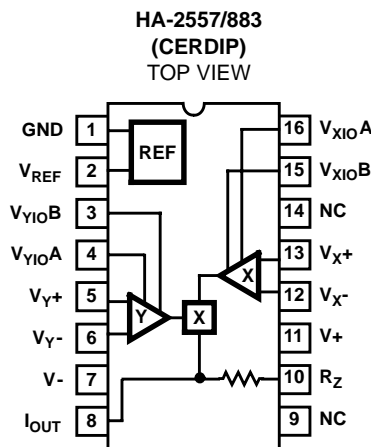 HA-2557/883
(CERDIP)
TOP VIEW
GND 1 REF 16 VXIOA
VREF 2 15 VXIOB
VYIOB 3 14 NC
VYIOA 4 13 VX+
VY+ 5 Y X X 12 VX-
VY- 6 11 V+
V- 7 10 RZ
IOUT 8 9 NC